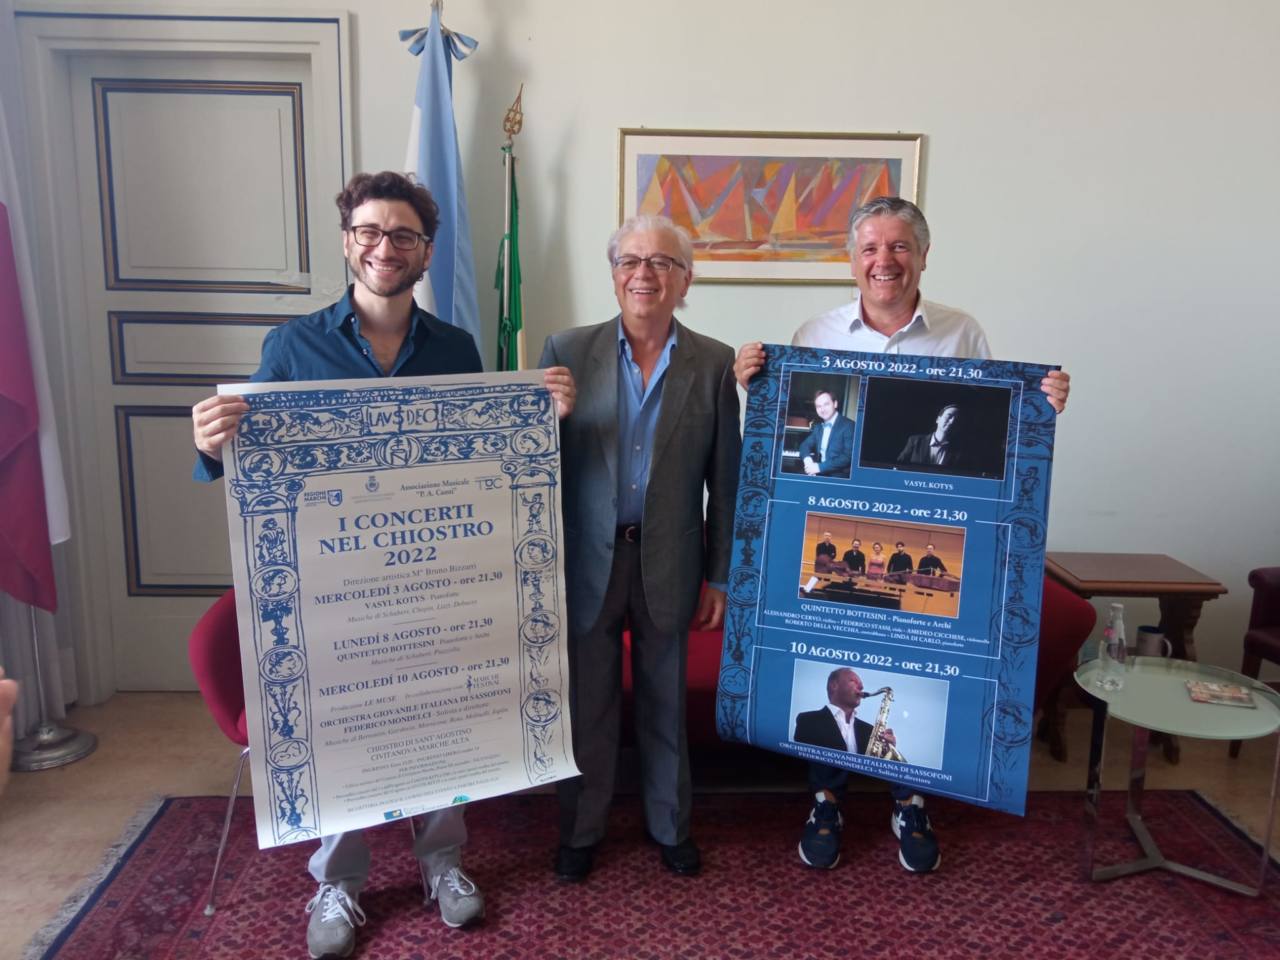 LAVS DEO
REGIONE
MARCHE
Associazione Musicale
"P. A. Conti"
I CONCERTI
NEL CHIOSTRO
2022
Direzione artistica M° Bruno Bizzarri
MERCOLEDÌ 3 AGOSTO - ore 21,30
VASYL KOTYS - Pianoforte
Musiche di Schubert, Chopin, Liszt, Debussy
LUNEDÌ 8 AGOSTO - ore 21,30
QUINTETTO BOTTESINI - Pianoforte e Archi
Musiche di Schubert, Piazzolla
MERCOLEDÌ 10 AGOSTO - ore 21,30
Produzione LE MUSE - In collaborazione con MARCHE FESTIVAL
ORCHESTRA GIOVANILE ITALIANA DI SASSOFONI
FEDERICO MONDELCI - Solista e direttore
CHIOSTRO DI SANT'AGOSTINO
CIVITANOVA MARCHE ALTA
3 AGOSTO 2022 - ore 21,30
VASYL KOTYS
8 AGOSTO 2022 - ore 21,30
QUINTETTO BOTTESINI - Pianoforte e Archi
ALESSANDRO CERVO, violino - FEDERICO STASSI, viola - AMEDEO CICCHESE, violoncello
ROBERTO DELLA VECCHIA, contrabbasso - LINDA DI CARLO, pianoforte
10 AGOSTO 2022 - ore 21,30
ORCHESTRA GIOVANILE ITALIANA DI SASSOFONI
FEDERICO MONDELCI - Solista e direttore